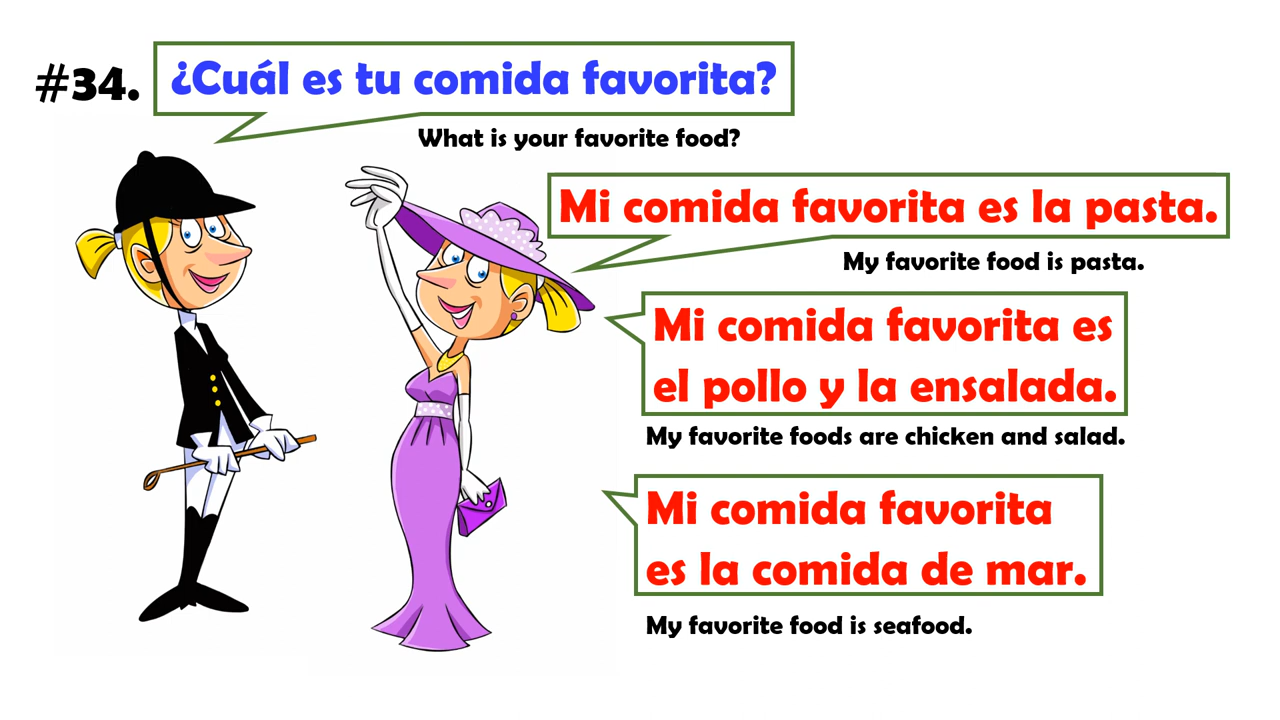 #34. ¿Cuál es tu comida favorita?
What is your favorite food?
Mi comida favorita es la pasta.
My favorite food is pasta.
Mi comida favorita es
el pollo y la ensalada.
My favorite foods are chicken and salad.
Mi comida favorita
es la comida de mar.
My favorite food is seafood.